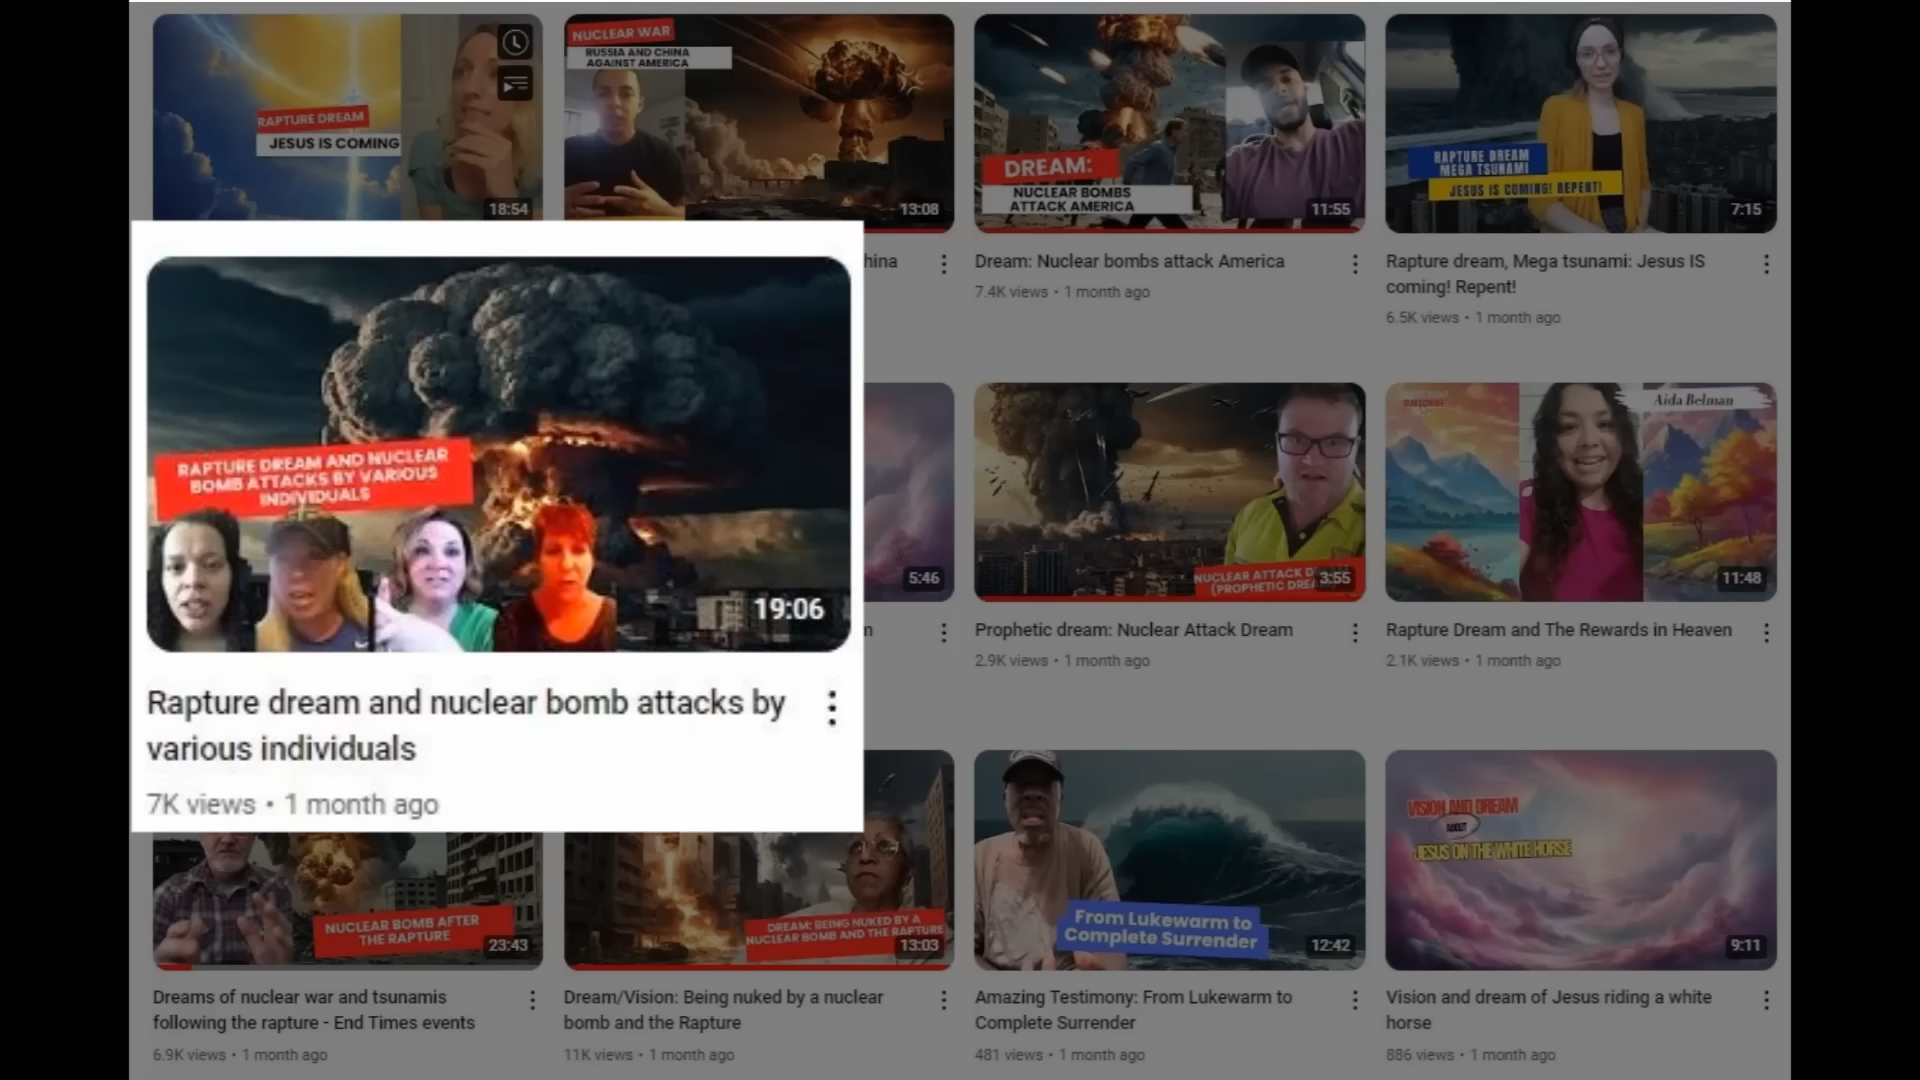 RAPTURE DREAM
JESUS IS COMING
18:54
NUCLEAR WAR
RUSSIA AND CHINA
AGAINST AMERICA
13:08
DREAM:
NUCLEAR BOMBS
ATTACK AMERICA
11:55
RAPTURE DREAM
MEGA TSUNAMI
JESUS IS COMING! REPENT!
7:15
Dream: Nuclear bombs attack America
7.4K views • 1 month ago
Rapture dream, Mega tsunami: Jesus IS
coming! Repent!
6.5K views • 1 month ago
RAPTURE DREAM AND NUCLEAR
BOMB ATTACKS BY VARIOUS
INDIVIDUALS
19:06
Rapture dream and nuclear bomb attacks by
various individuals
7K views • 1 month ago
5:46
NUCLEAR ATTACK
(PROPHETIC
3:55
Prophetic dream: Nuclear Attack Dream
2.9K views • 1 month ago
SUBSCRIBE
Aida Belman
11:48
Rapture Dream and The Rewards in Heaven
2.1K views • 1 month ago
NUCLEAR BOMB AFTER
THE RAPTURE
23:43
Dreams of nuclear war and tsunamis
following the rapture - End Times events
6.9K views • 1 month ago
DREAM: BEING NUKED BY A
NUCLEAR BOMB AND THE RAPTURE
13:03
Dream/Vision: Being nuked by a nuclear
bomb and the Rapture
11K views • 1 month ago
From Lukewarm to
Complete Surrender
12:42
Amazing Testimony: From Lukewarm to
Complete Surrender
481 views • 1 month ago
VISION AND DREAM
ABOUT
JESUS ON THE WHITE HORSE
9:11
Vision and dream of Jesus riding a white
horse
886 views • 1 month ago